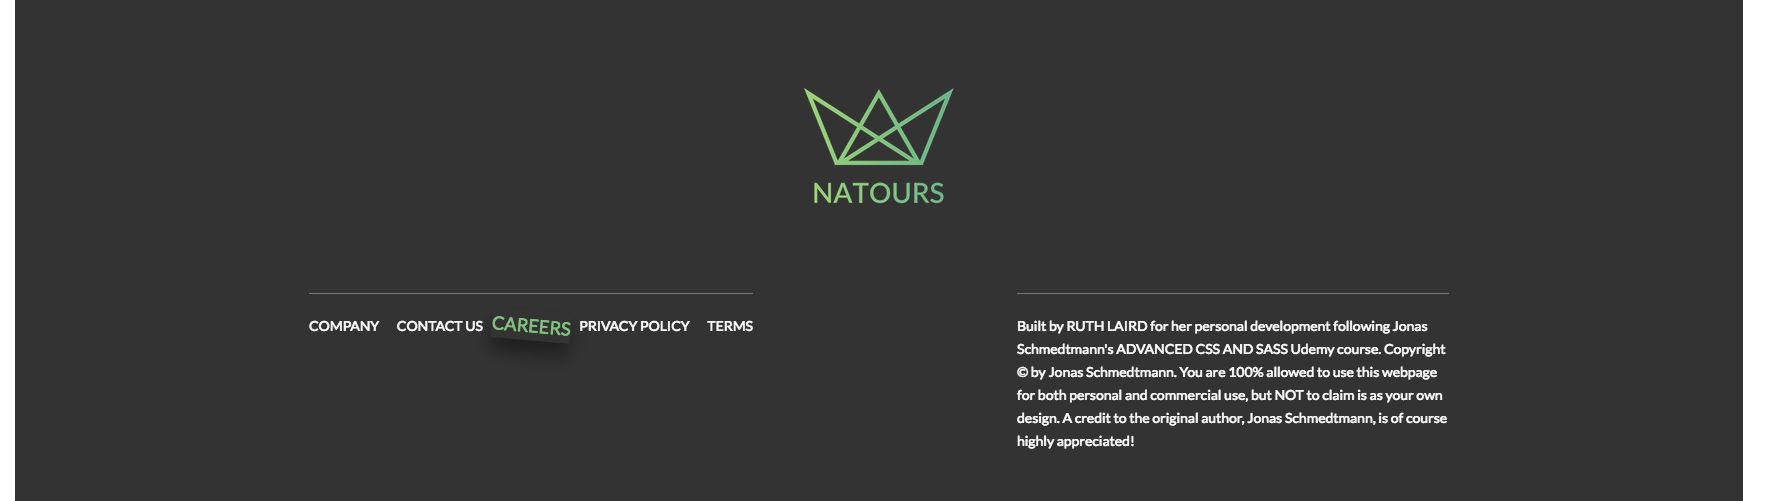 NATOURS
COMPANY CONTACT US CAREERS PRIVACY POLICY TERMS
Built by RUTH LAIRD for her personal development following Jonas
Schmedtmann's ADVANCED CSS AND SASS Udemy course. Copyright
© by Jonas Schmedtmann. You are 100% allowed to use this webpage
for both personal and commercial use, but NOT to claim is as your own
design. A credit to the original author, Jonas Schmedtmann, is of course
highly appreciated!